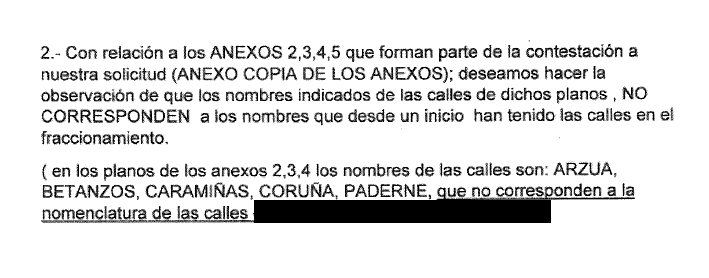 2.- Con relación a los ANEXOS 2,3,4,5 que forman parte de la contestación a
nuestra solicitud (ANEXO COPIA DE LOS ANEXOS); deseamos hacer la
observación de que los nombres indicados de las calles de dichos planos , NO
CORRESPONDEN a los nombres que desde un inicio han tenido las calles en el
fraccionamiento.
( en los planos de los anexos 2,3,4 los nombres de las calles son: ARZUA,
BETANZOS, CARAMIÑAS, CORUÑA, PADERNE, que no corresponden a la
nomenclatura de las calles